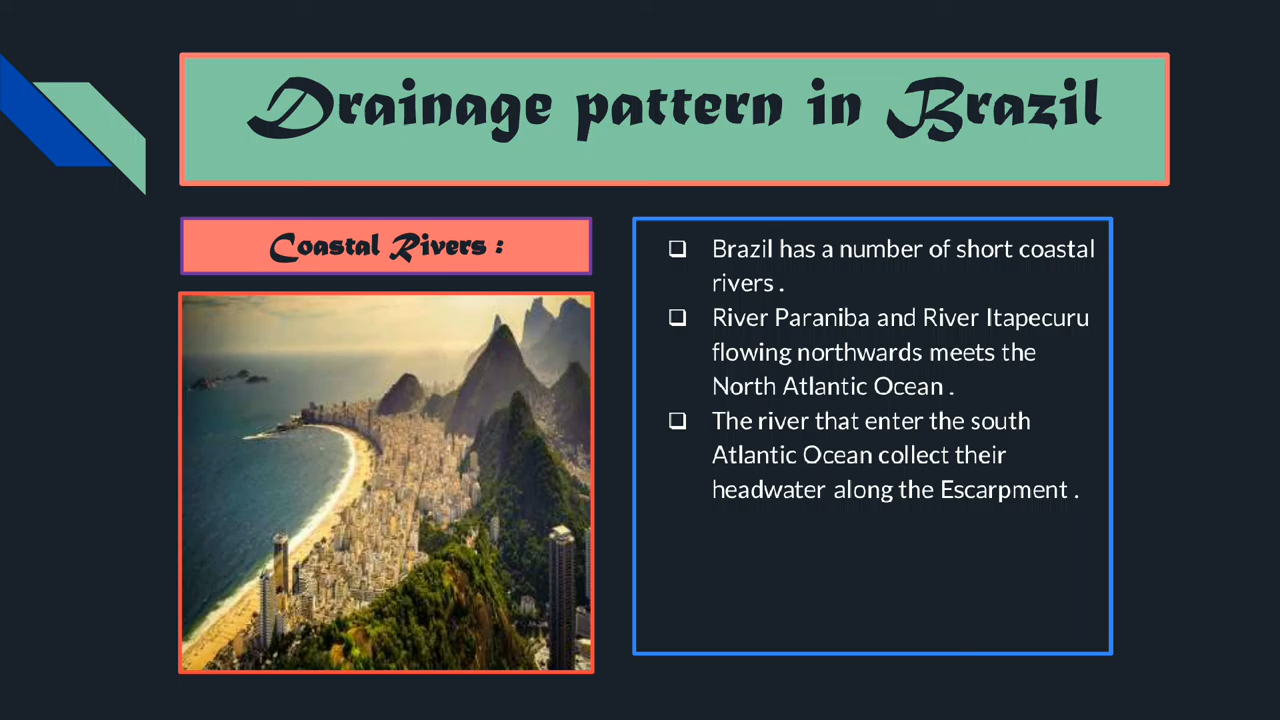 Drainage pattern in Brazil
Coastal Rivers :
❑ Brazil has a number of short coastal
rivers .
❑ River Paraniba and River Itapecuru
flowing northwards meets the
North Atlantic Ocean .
❑ The river that enter the south
Atlantic Ocean collect their
headwater along the Escarpment .